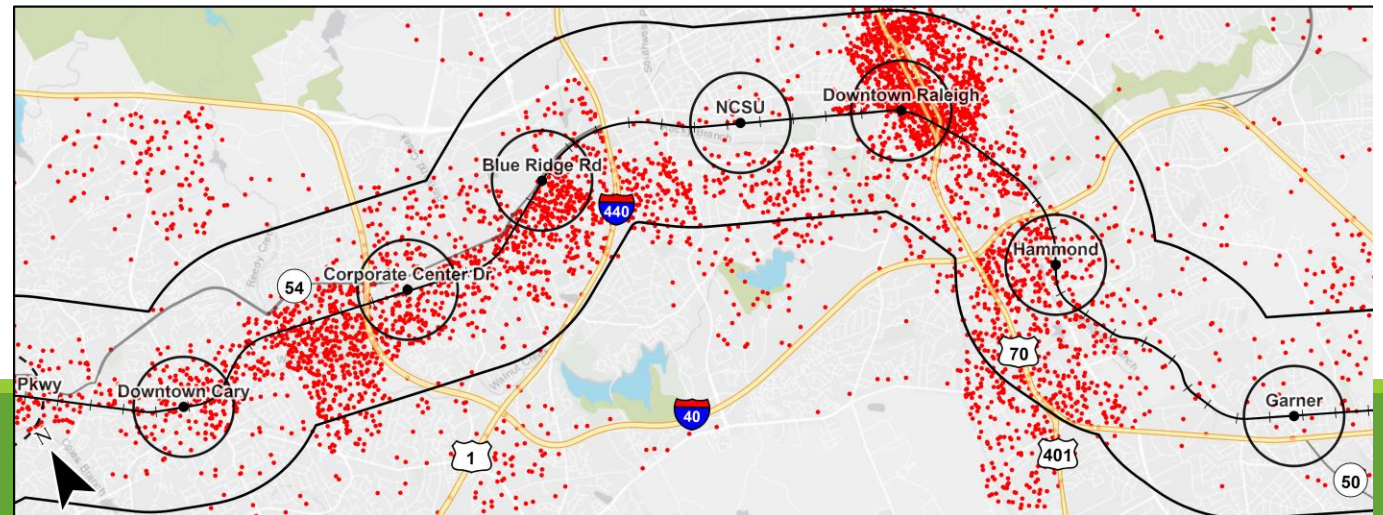 NCSU
Downtown Raleigh
Blue Ridge Rd
440
Hammond
Corporate Center Dr
54
70
Pkwy
Downtown Cary
Garner
40
N
1
401
50